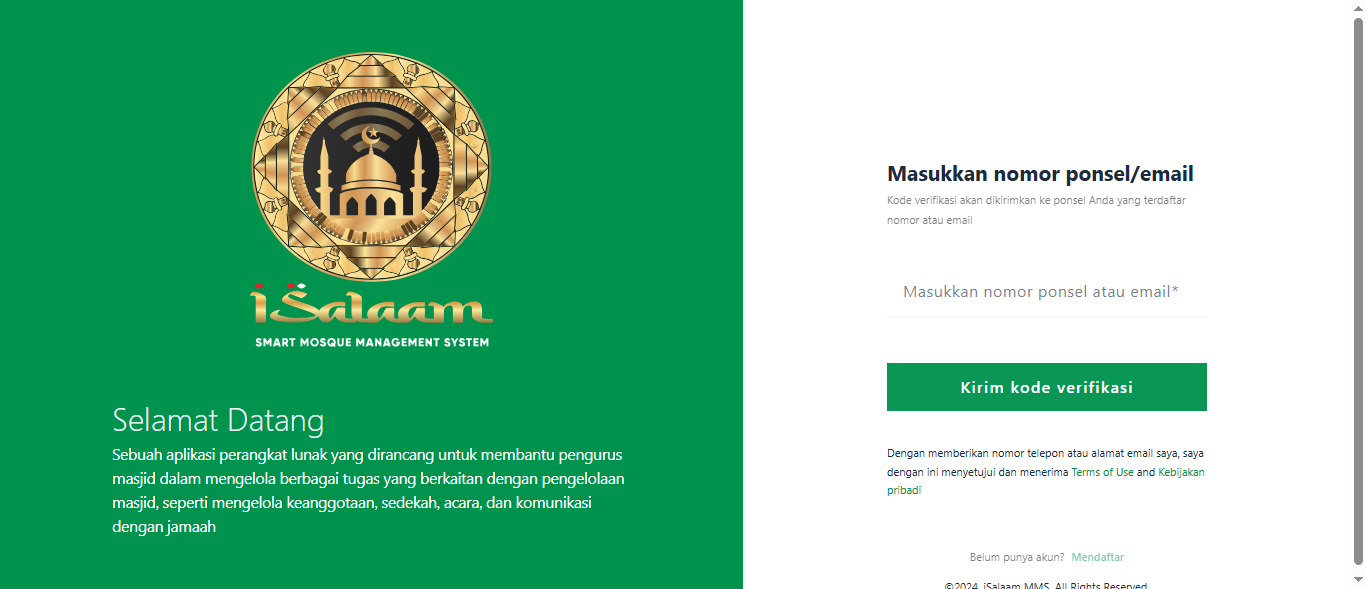 iSalaam
SMART MOSQUE MANAGEMENT SYSTEM
Selamat Datang
Sebuah aplikasi perangkat lunak yang dirancang untuk membantu pengurus
masjid dalam mengelola berbagai tugas yang berkaitan dengan pengelolaan
masjid, seperti mengelola keanggotaan, sedekah, acara, dan komunikasi
dengan jamaah
Masukkan nomor ponsel/email
Kode verifikasi akan dikirimkan ke ponsel Anda yang terdaftar
nomor atau email
Masukkan nomor ponsel atau email*
Kirim kode verifikasi
Dengan memberikan nomor telepon atau alamat email saya, saya
dengan ini menyetujui dan menerima Terms of Use and Kebijakan
pribadi
Belum punya akun? Mendaftar
©2024, iSalaam MMS, All Rights Reserved